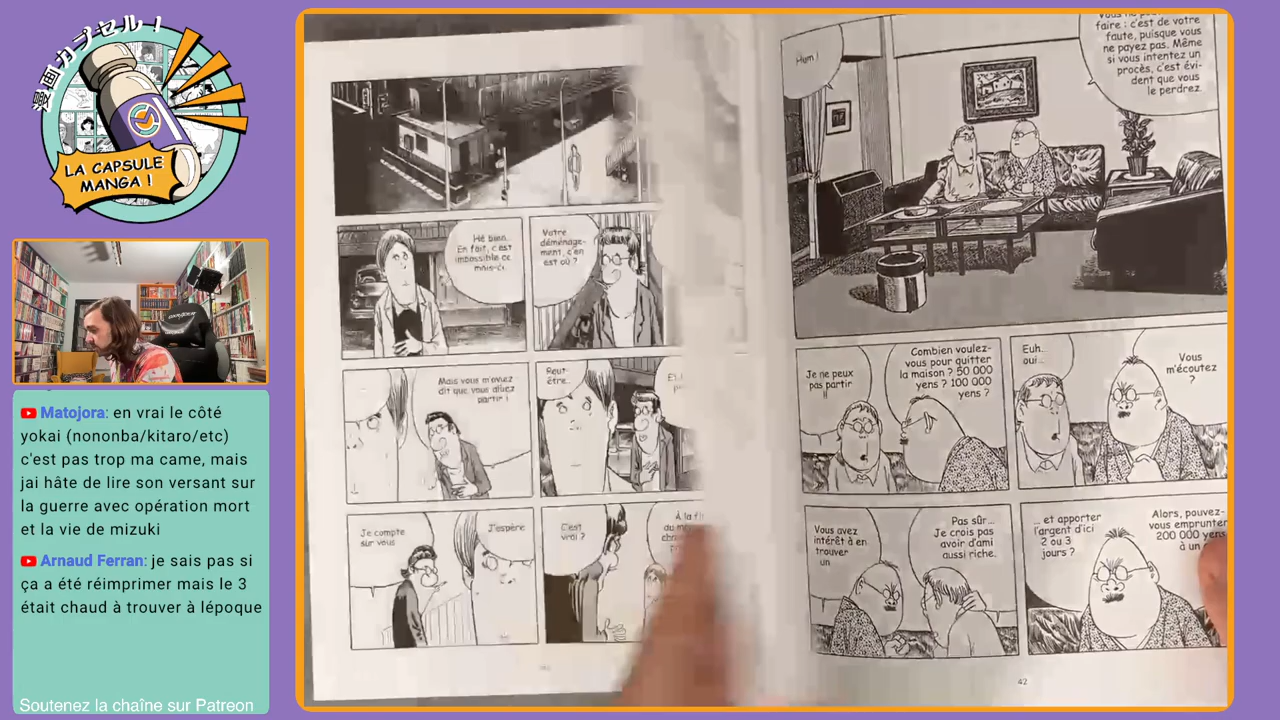 漫画カプセル!
LA CAPSULE
MANGA !
Matojora: en vrai le côté
yokai (nononba/kitaro/etc)
c'est pas trop ma came, mais
jai hâte de lire son versant sur
la guerre avec opération mort
et la vie de mizuki
Arnaud Ferran: je sais pas si
ça a été réimprimer mais le 3
était chaud à trouver à lépoque
Soutenez la chaîne sur Patreon
Hé bien...
En fait, c'est
impossible ce
mois-ci.
Votre
déménage-
ment, c'en
est où ?
Mais vous m'aviez
dit que vous alliez
partir !
Peut-
être...
Je compte
sur vous
J'espère
C'est
vrai ?
À la fi
Hum !
faire : c'est de votre
faute, puisque vous
ne payez pas. Même
si vous intentez un
procès, c'est évi-
dent que vous
le perdrez.
Je ne peux
pas partir
!!
Combien voulez-
vous pour quitter
la maison ? 50 000
yens ? 100 000
yens ?
Euh...
oui...
Vous
m'écoutez
?
Vous avez
intérêt à en
trouver
un
Pas sûr...
Je crois pas
avoir d'ami
aussi riche.
... et apporter
l'argent d'ici
2 ou 3
jours ?
Alors, pouvez-
vous emprunter
200 000 yens
à un
42